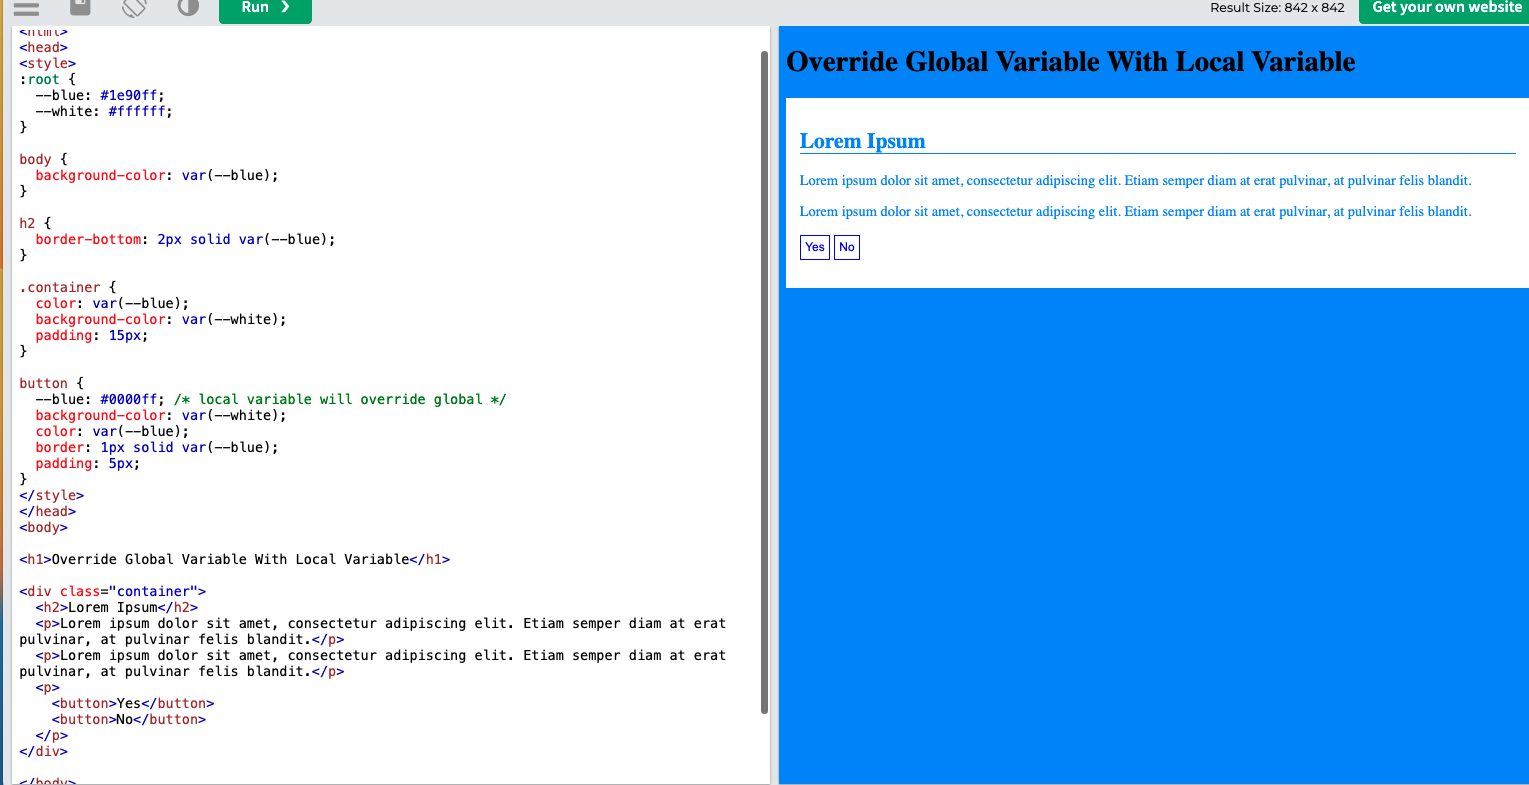 Run ❯
Result Size: 842 x 842
Get your own website
<html>
<head>
<style>
:root {
  --blue: #1e90ff;
  --white: #ffffff;
}
body {
  background-color: var(--blue);
}
h2 {
  border-bottom: 2px solid var(--blue);
}
.container {
  color: var(--blue);
  background-color: var(--white);
  padding: 15px;
}
button {
  --blue: #0000ff; /* local variable will override global */
  background-color: var(--white);
  color: var(--blue);
  border: 1px solid var(--blue);
  padding: 5px;
}
</style>
</head>
<body>
<h1>Override Global Variable With Local Variable</h1>
<div class="container">
  <h2>Lorem Ipsum</h2>
  <p>Lorem ipsum dolor sit amet, consectetur adipiscing elit. Etiam semper diam at erat
pulvinar, at pulvinar felis blandit.</p>
  <p>Lorem ipsum dolor sit amet, consectetur adipiscing elit. Etiam semper diam at erat
pulvinar, at pulvinar felis blandit.</p>
  <p>
    <button>Yes</button>
    <button>No</button>
  </p>
</div>
</body>
Override Global Variable With Local Variable
Lorem Ipsum
Lorem ipsum dolor sit amet, consectetur adipiscing elit. Etiam semper diam at erat pulvinar, at pulvinar felis blandit.
Lorem ipsum dolor sit amet, consectetur adipiscing elit. Etiam semper diam at erat pulvinar, at pulvinar felis blandit.
Yes No